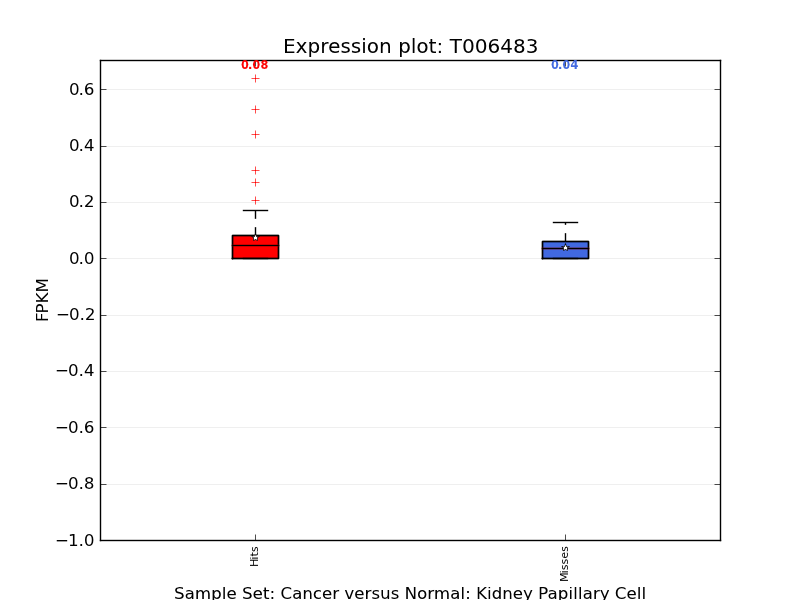 Expression plot: T006483
0.08
0.04
0.6
0.4
0.2
0.0
−0.2
−0.4
−0.6
−0.8
−1.0
FPKM
Hits
Misses
Sample Set: Cancer versus Normal: Kidney Papillary Cell